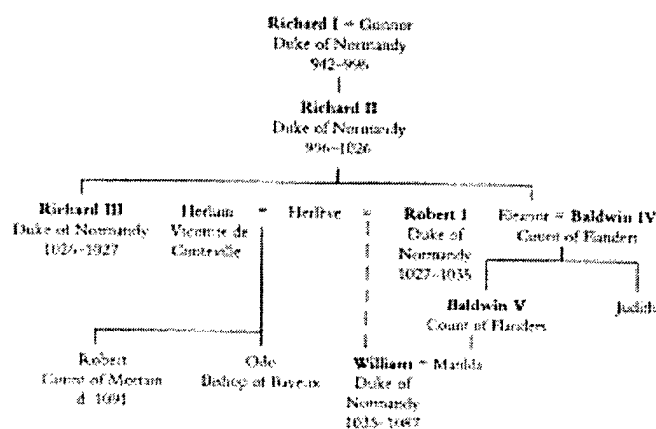 Richard I = Gunnor
Duke of Normandy
942–996
Richard II
Duke of Normandy
996–1026
Richard III
Duke of Normandy
1026–1027
Herluin
Vicomte de
Conteville
=
Herleve
=
Robert I
Duke of
Normandy
1027–1035
Eleanor = Baldwin IV
Count of Flanders
Baldwin V
Count of Flanders
Judith
Robert
Count of Mortain
d. 1091
Odo
Bishop of Bayeux
William = Matilda
Duke of
Normandy
1035–1087